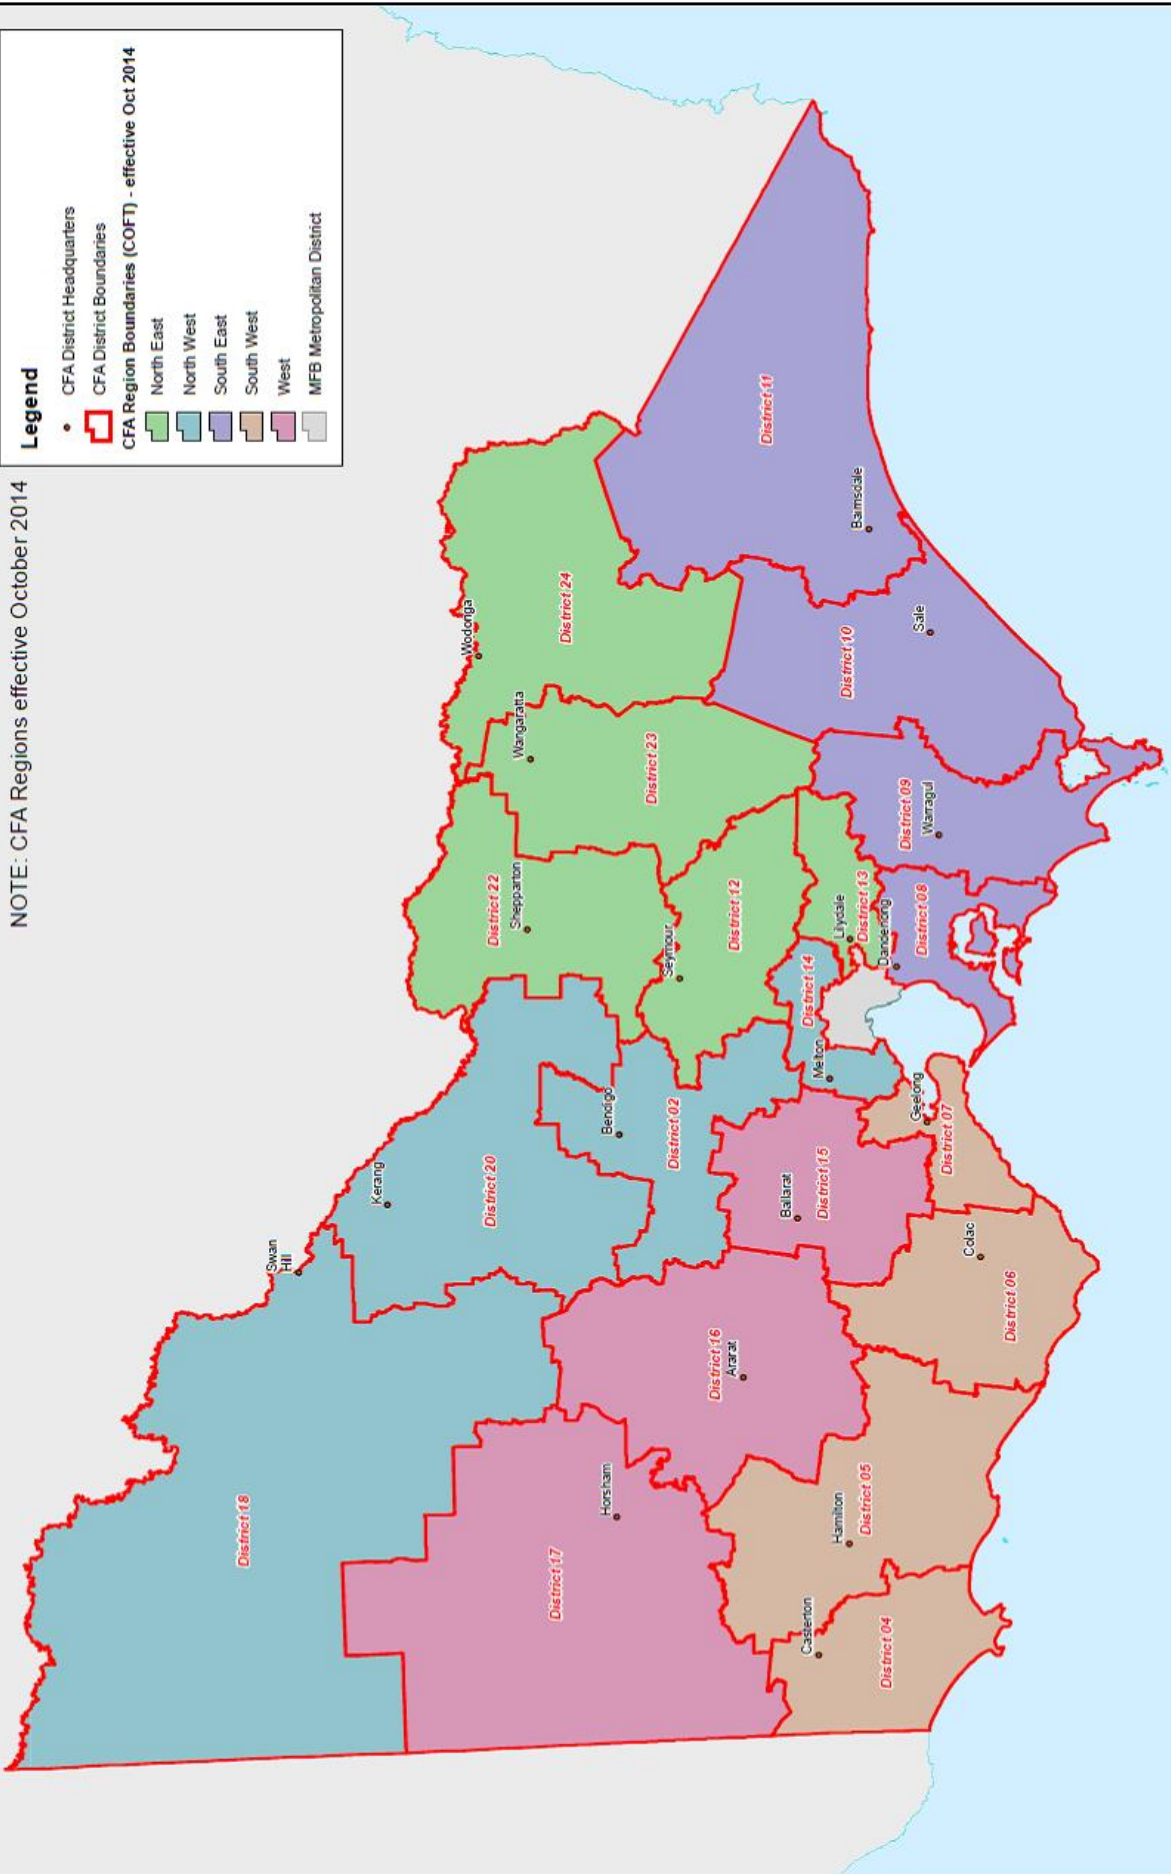 NOTE: CFA Regions effective October 2014
Legend
CFA District Headquarters
CFA District Boundaries
CFA Region Boundaries (COFT) - effective Oct 2014
North East
North West
South East
South West
West
MFB Metropolitan District
District 18
Swan
Hill
Kerang
District 20
District 17
Horsham
Bendigo
District 02
District 16
Ararat
Ballarat
District 15
Casterton
District 04
Hamilton
District 05
Colac
District 06
Geelong
District 07
Melton
District 14
District 22
Shepparton
Seymour
District 12
Wangaratta
District 23
Wodonga
District 24
Lilydale
District 13
Dandenong
District 08
District 09
Warragul
District 10
Sale
District 11
Bairnsdale